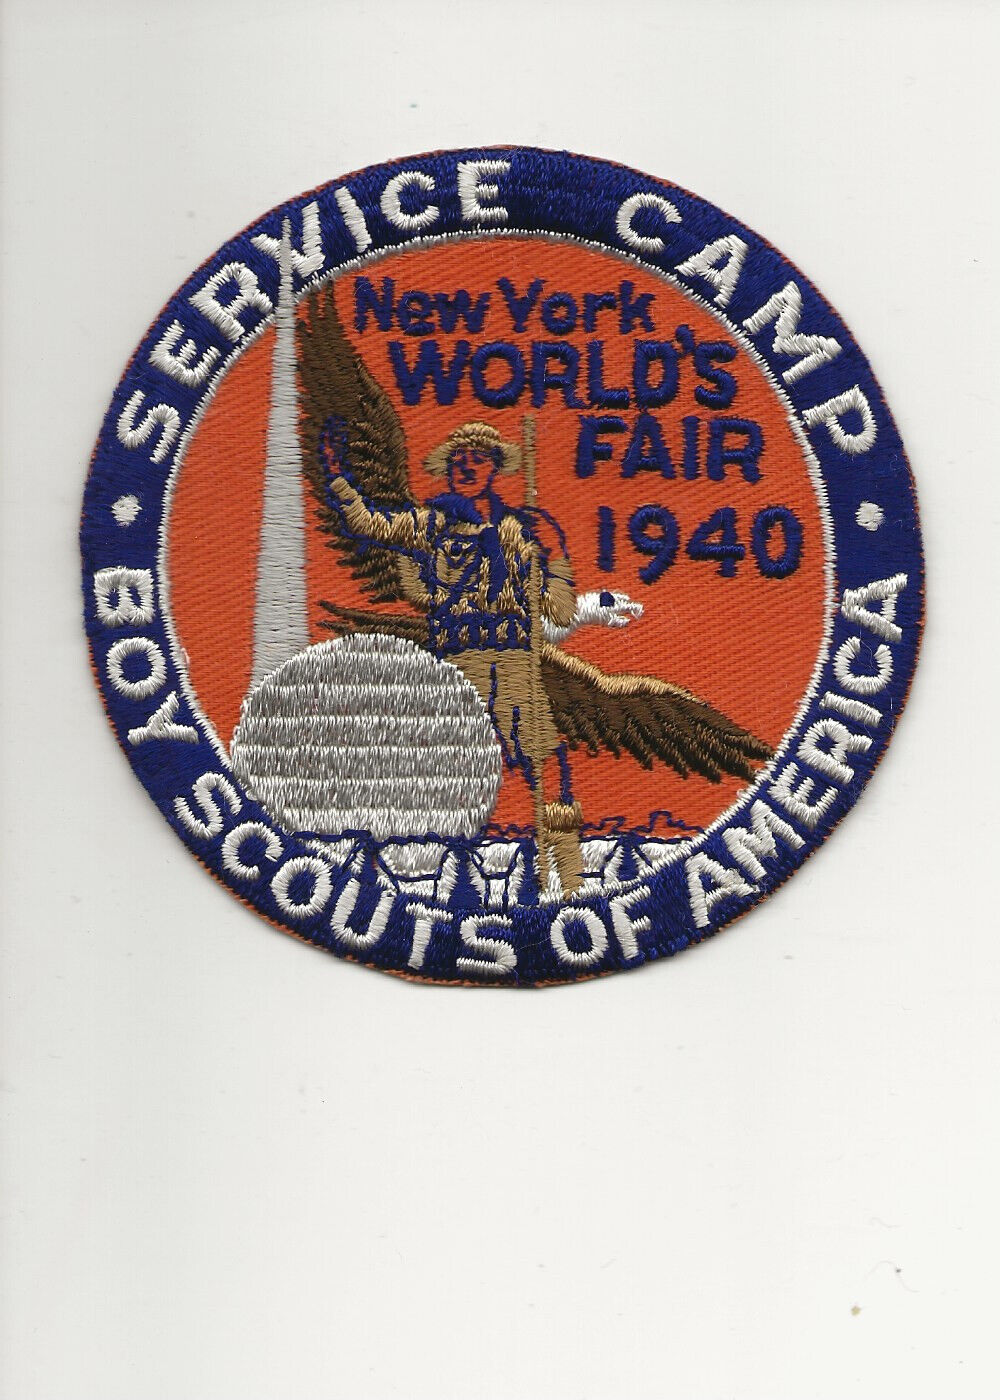 SERVICE CAMP
New York
WORLD'S
FAIR
1940
BOY SCOUTS OF AMERICA